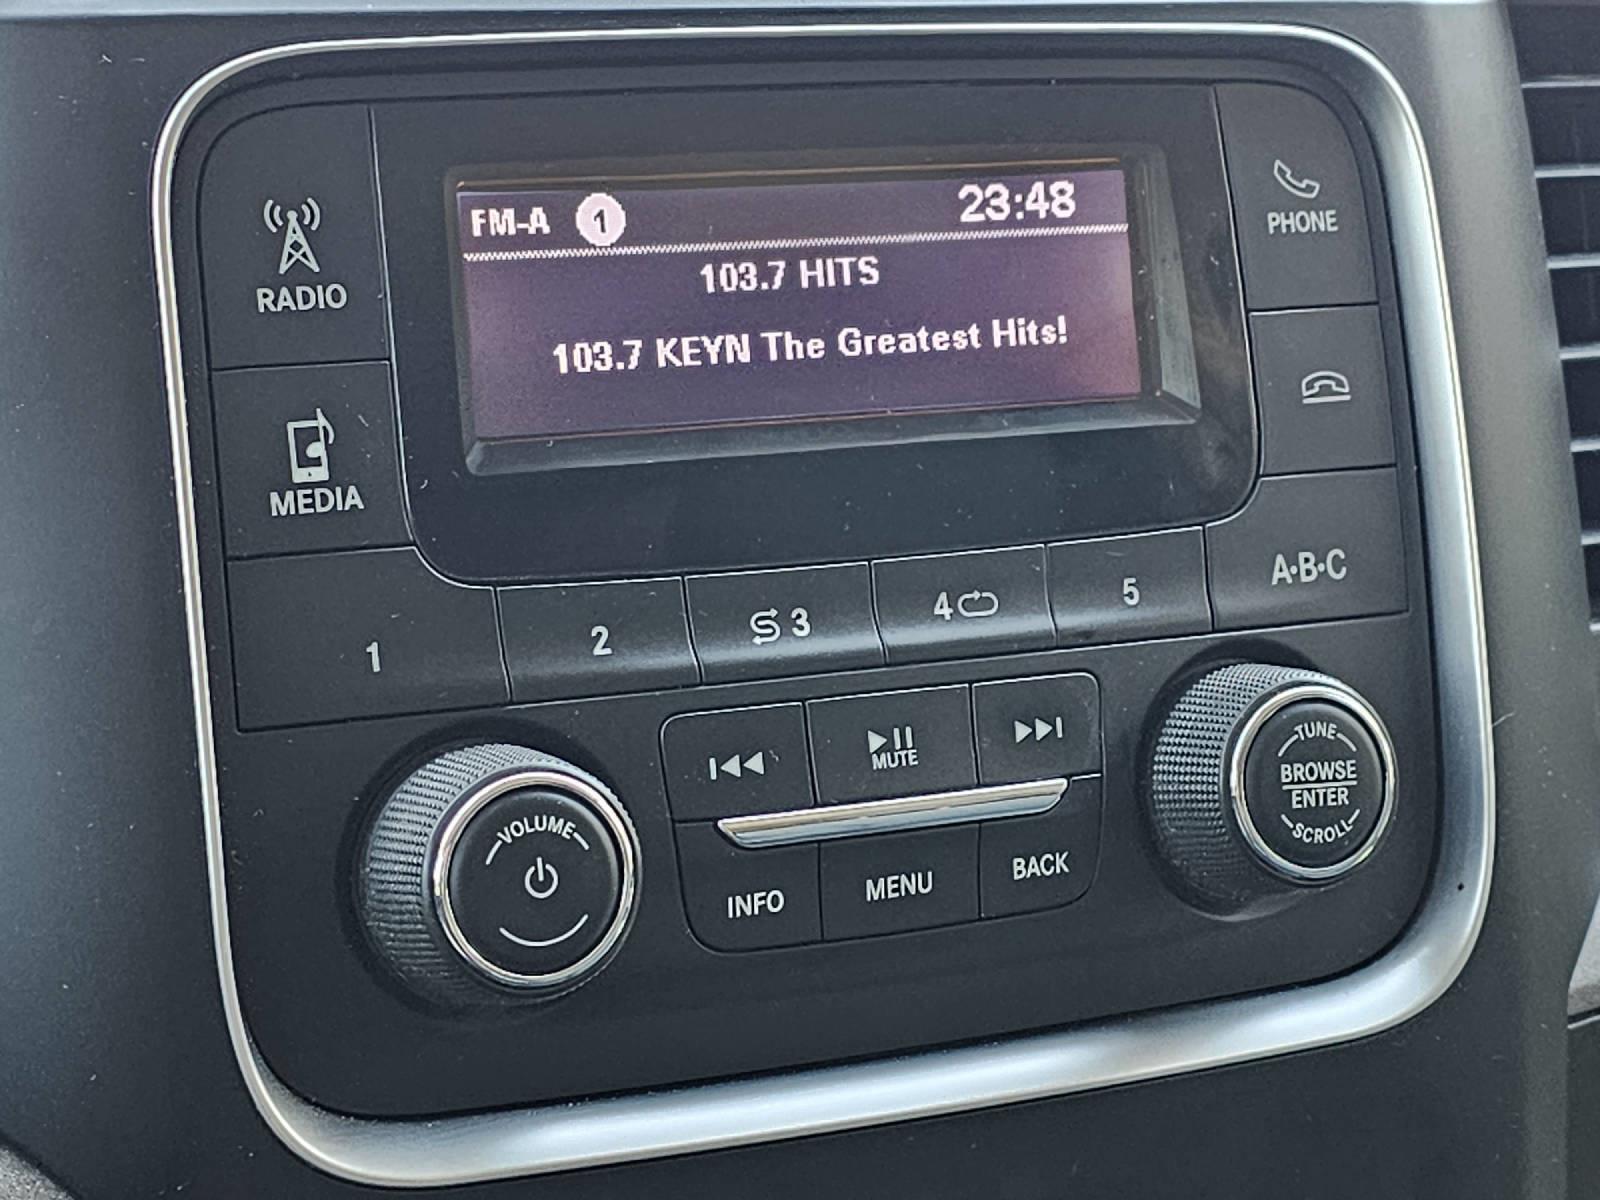 FM-A 1 23:48
103.7 HITS
103.7 KEYN The Greatest Hits!
RADIO
PHONE
MEDIA
1 2 3 4 5 A•B•C
MUTE
VOLUME
INFO MENU BACK
TUNE
BROWSE
ENTER
SCROLL